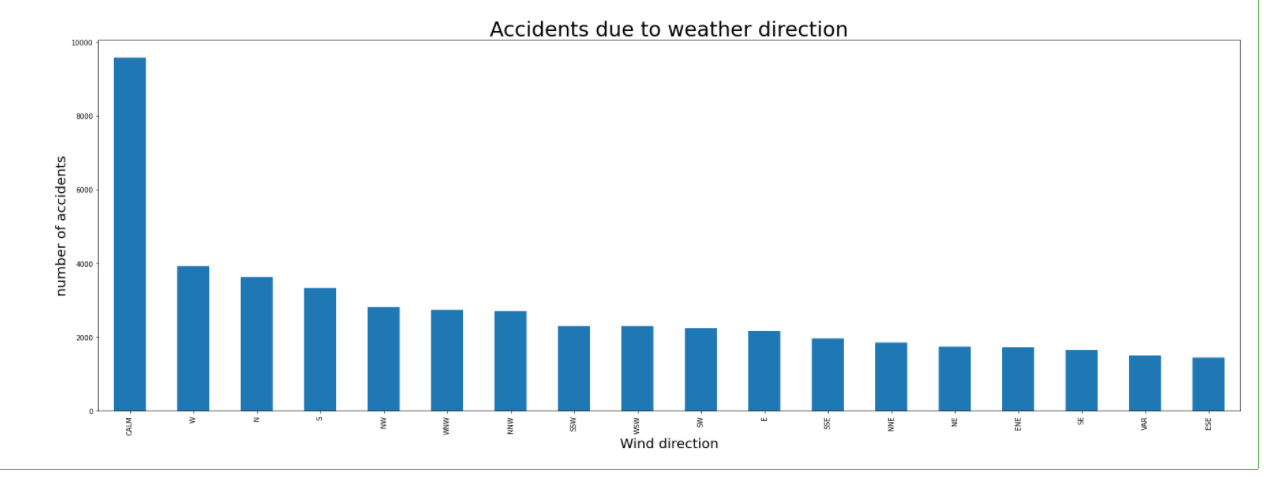 Accidents due to weather direction
number of accidents
10000
8000
6000
4000
2000
0
CALM
W
N
S
NW
WNW
NNW
SSW
WSW
SW
E
SSE
NNE
NE
ENE
SE
VAR
ESE
Wind direction